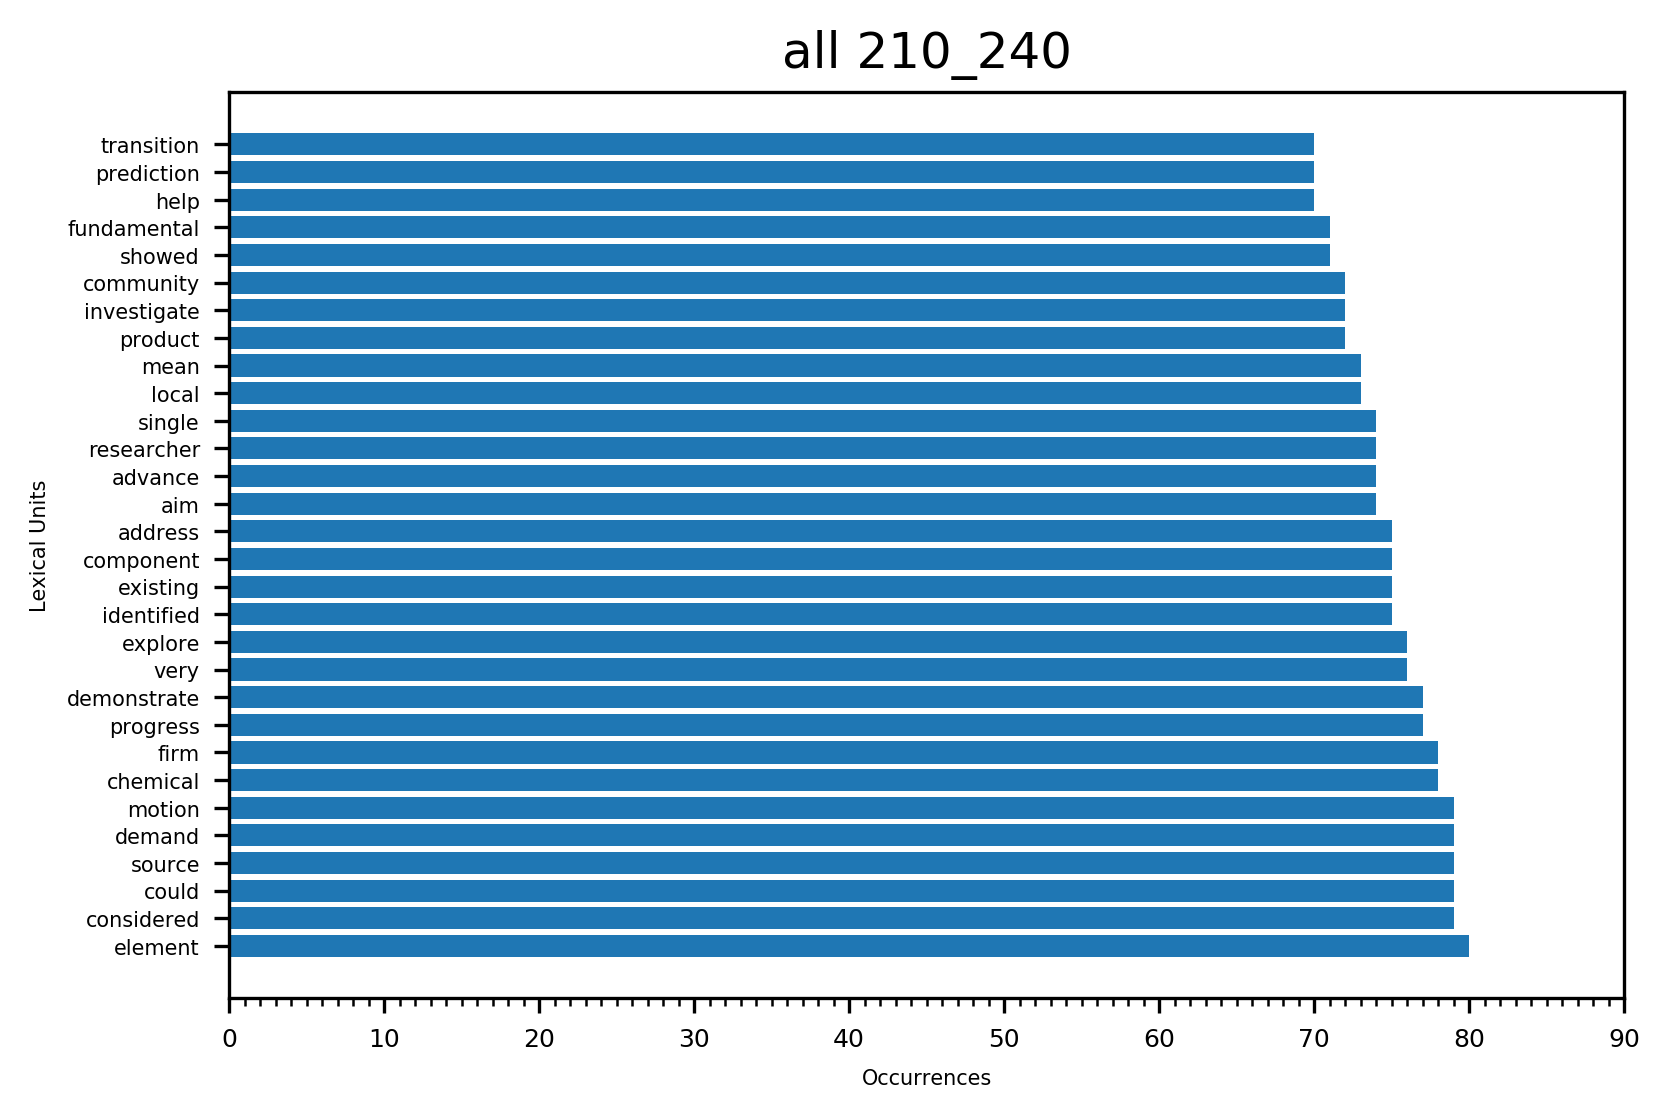 all 210_240
transition
prediction
help
fundamental
showed
community
investigate
product
mean
local
single
researcher
advance
aim
address
component
existing
identified
explore
very
demonstrate
progress
firm
chemical
motion
demand
source
could
considered
element
Lexical Units
0 10 20 30 40 50 60 70 80 90
Occurrences